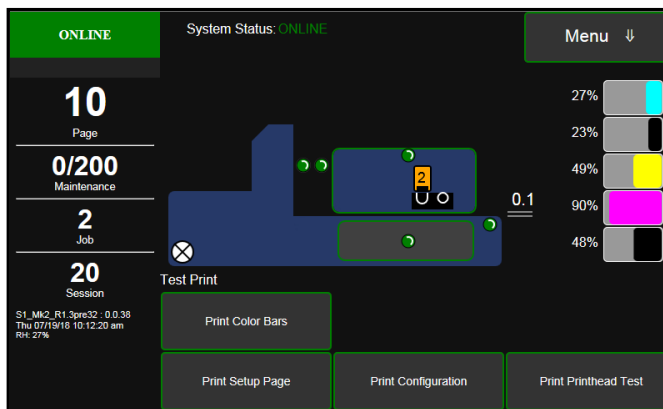 ONLINE
System Status: ONLINE
Menu ⇓
10
Page
0/200
Maintenance
2
Job
20
Session
S1_Mk2_R1.3pre32 : 0.0.38
Thu 07/19/18 10:12:20 am
RH: 27%
2
0.1
27%
23%
49%
90%
48%
Test Print
Print Color Bars
Print Setup Page
Print Configuration
Print Printhead Test